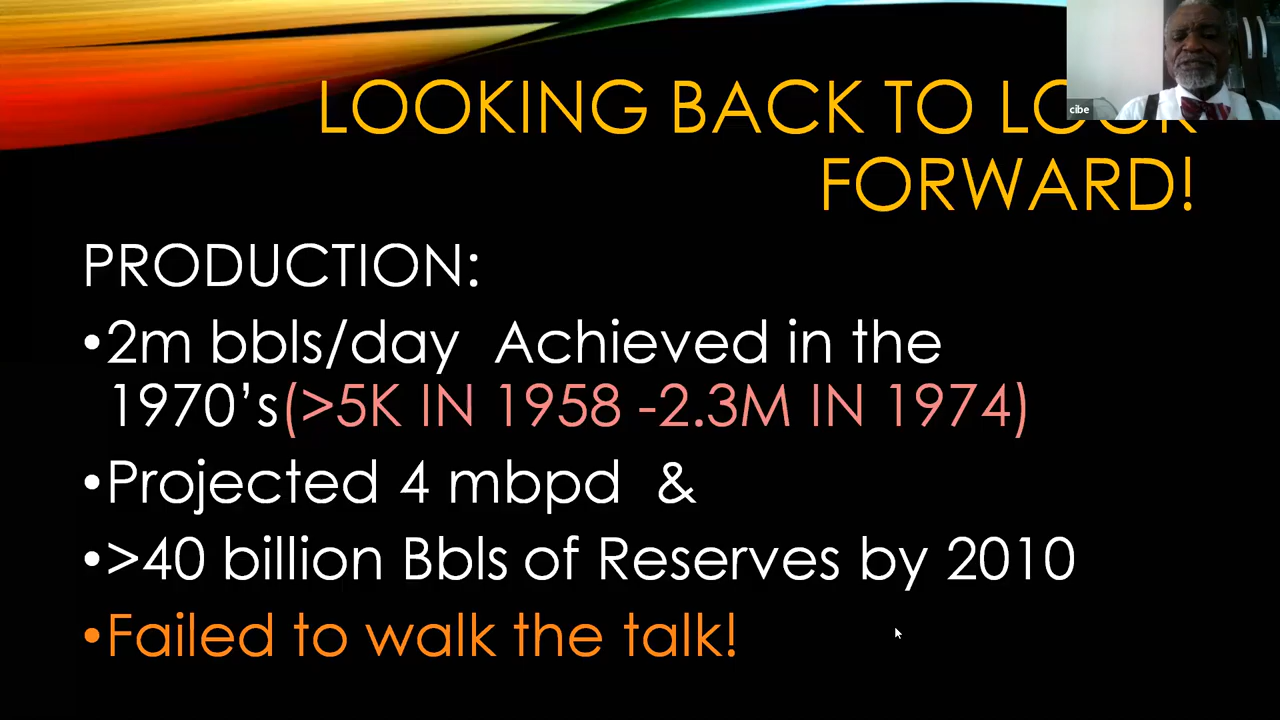 LOOKING BACK TO LOOK
FORWARD!
cibe
PRODUCTION:
•2m bbls/day Achieved in the
1970's(>5K IN 1958 -2.3M IN 1974)
•Projected 4 mbpd &
•>40 billion Bbls of Reserves by 2010
•Failed to walk the talk!